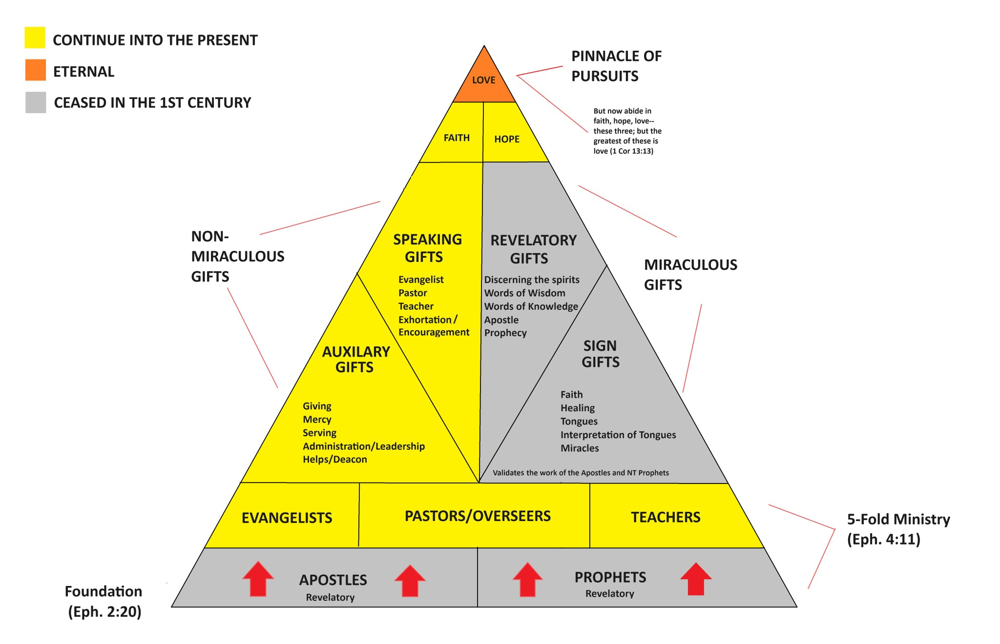 CONTINUE INTO THE PRESENT
ETERNAL
CEASED IN THE 1ST CENTURY
PINNACLE OF
PURSUITS
LOVE
But now abide in
faith, hope, love--
these three; but the
greatest of these is
love (1 Cor 13:13)
FAITH
HOPE
NON-
MIRACULOUS
GIFTS
SPEAKING
GIFTS
Evangelist
Pastor
Teacher
Exhortation/
Encouragement
REVELATORY
GIFTS
Discerning the spirits
Words of Wisdom
Words of Knowledge
Apostle
Prophecy
MIRACULOUS
GIFTS
AUXILARY
GIFTS
Giving
Mercy
Serving
Administration/Leadership
Helps/Deacon
SIGN
GIFTS
Faith
Healing
Tongues
Interpretation of Tongues
Miracles
Validates the work of the Apostles and NT Prophets
EVANGELISTS
PASTORS/OVERSEERS
TEACHERS
5-Fold Ministry
(Eph. 4:11)
Foundation
(Eph. 2:20)
APOSTLES
Revelatory
PROPHETS
Revelatory